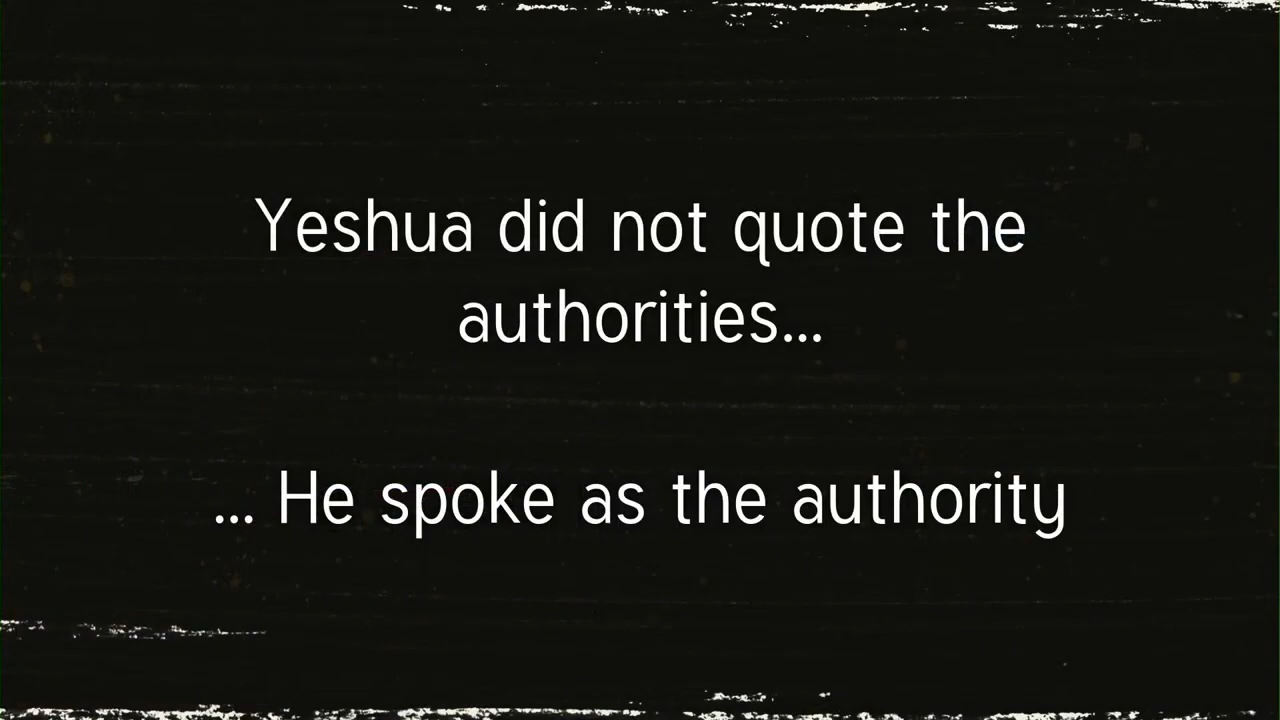 Yeshua did not quote the
authorities...
... He spoke as the authority